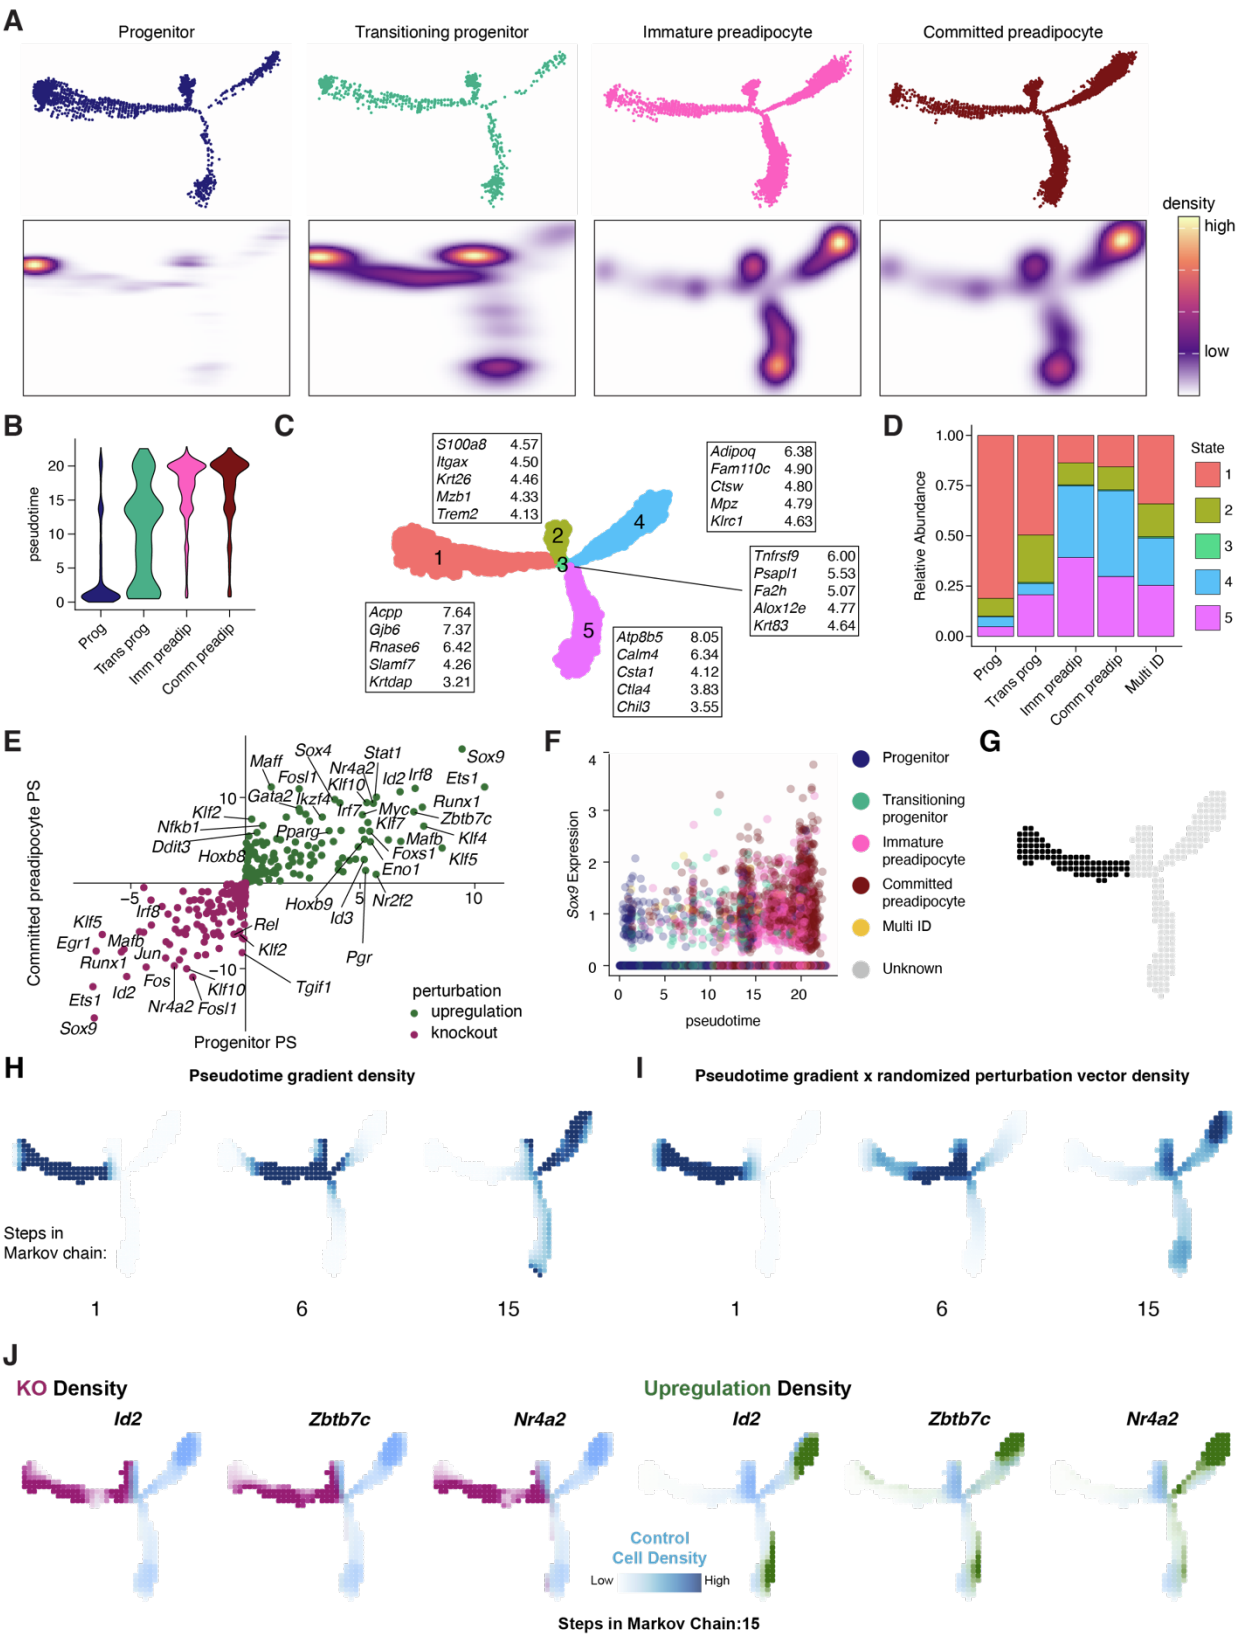 A
Progenitor
Transitioning progenitor
Immature preadipocyte
Committed preadipocyte
density
high
low
B
pseudotime
20
15
10
5
0
Prog
Trans prog
Imm preadip
Comm preadip
C
S100a8 4.57
Itgax 4.50
Krt26 4.46
Mzb1 4.33
Trem2 4.13
Adipoq 6.38
Fam110c 4.90
Ctsw 4.80
Mpz 4.79
Klrc1 4.63
1
2
3
4
5
Tnfrsf9 6.00
Psapl1 5.53
Fa2h 5.07
Alox12e 4.77
Krt83 4.64
Acpp 7.64
Gjb6 7.37
Rnase6 6.42
Slamf7 4.26
Krtdap 3.21
Atp8b5 8.05
Calm4 6.34
Csta1 4.12
Ctla4 3.83
Chil3 3.55
D
Relative Abundance
1.00
0.75
0.50
0.25
0.00
Prog
Trans prog
Imm preadip
Comm preadip
Multi ID
State
1
2
3
4
5
E
Committed preadipocyte PS
Sox4
Stat1
Sox9
Maff
Nr4a2
Fosl1
Klf10
Id2
Irf8
Ets1
10
Gata2
Ikzf4
Irf7
Myc
Runx1
Klf2
Zbtb7c
Nfkb1
Pparg
Klf7
Mafb
Klf4
Ddit3
Foxs1
Klf5
Hoxb8
Eno1
−5
5
10
Hoxb9
Id3
Nr2f2
Irf8
Klf5
Rel
Egr1
Mafb
Klf2
Pgr
Runx1
Jun
−10
Fos
Klf10
Tgif1
Id2
Ets1
Nr4a2
Fosl1
Sox9
perturbation
upregulation
knockout
Progenitor PS
F
Sox9 Expression
4
3
2
1
0
0
5
10
15
20
pseudotime
Progenitor
Transitioning
progenitor
Immature
preadipocyte
Committed
preadipocyte
Multi ID
Unknown
G
H
Pseudotime gradient density
Steps in
Markov chain:
1
6
15
I
Pseudotime gradient x randomized perturbation vector density
1
6
15
J
KO Density
Id2
Zbtb7c
Nr4a2
Upregulation Density
Id2
Zbtb7c
Nr4a2
Control
Cell Density
Low
High
Steps in Markov Chain:15